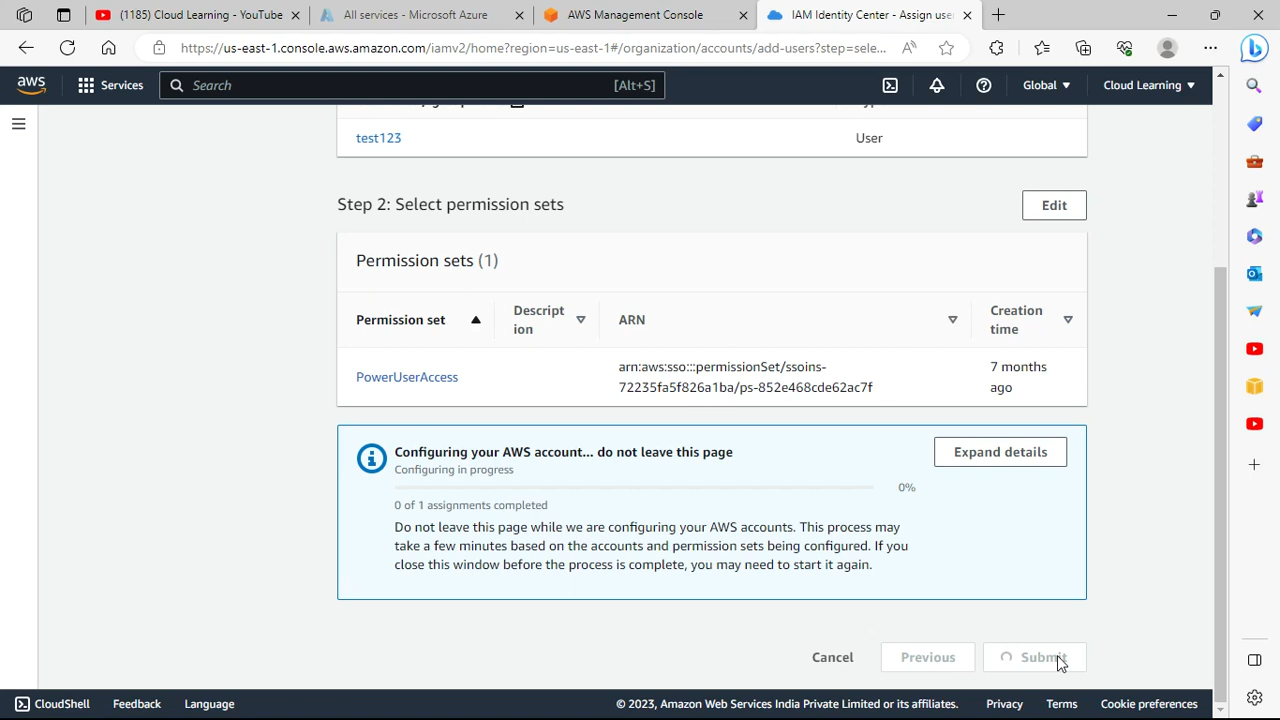 (1185) Cloud Learning - YouTube
All services - Microsoft Azure
AWS Management Console
IAM Identity Center - Assign use
https://us-east-1.console.aws.amazon.com/iamv2/home?region=us-east-1#/organization/accounts/add-users?step=sele...
aws
Services
Search
[Alt+S]
Global
Cloud Learning
test123
User
Step 2: Select permission sets
Edit
Permission sets (1)
Permission set
Descript
ion
ARN
Creation
time
PowerUserAccess
arn:aws:sso:::permissionSet/ssoins-
72235fa5f826a1ba/ps-852e468cde62ac7f
7 months
ago
Configuring your AWS account... do not leave this page
Expand details
Configuring in progress
0%
0 of 1 assignments completed
Do not leave this page while we are configuring your AWS accounts. This process may
take a few minutes based on the accounts and permission sets being configured. If you
close this window before the process is complete, you may need to start it again.
Cancel
Previous
Submit
CloudShell
Feedback
Language
© 2023, Amazon Web Services India Private Limited or its affiliates.
Privacy
Terms
Cookie preferences